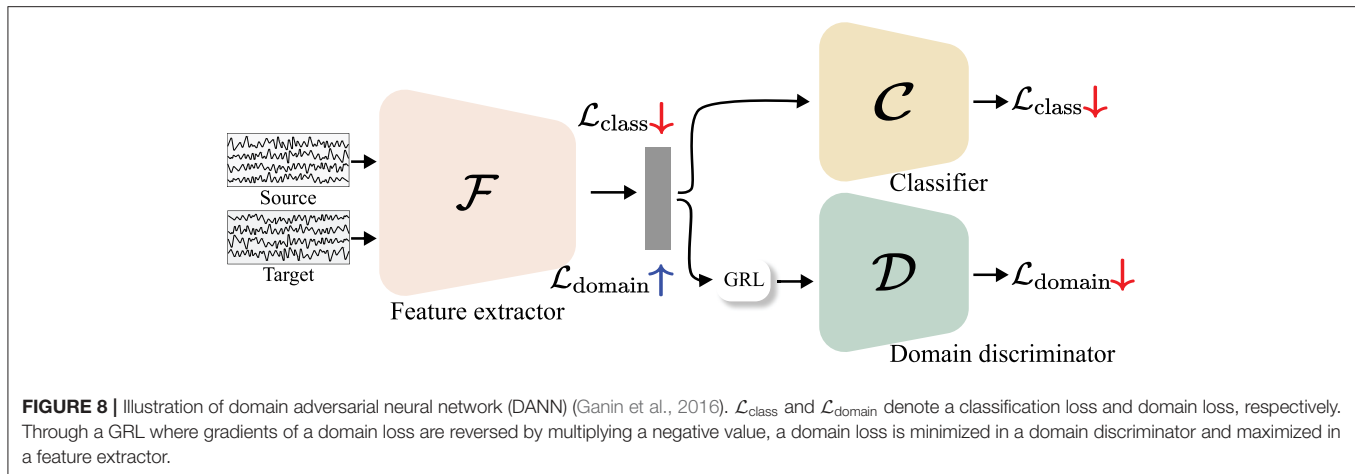 Source
Target
ℱ
Feature extractor
ℒclass↓
ℒdomain↑
GRL
𝒞
Classifier
ℒclass↓
𝒟
Domain discriminator
ℒdomain↓
FIGURE 8 | Illustration of domain adversarial neural network (DANN) (Ganin et al., 2016). ℒclass and ℒdomain denote a classification loss and domain loss, respectively.
Through a GRL where gradients of a domain loss are reversed by multiplying a negative value, a domain loss is minimized in a domain discriminator and maximized in
a feature extractor.